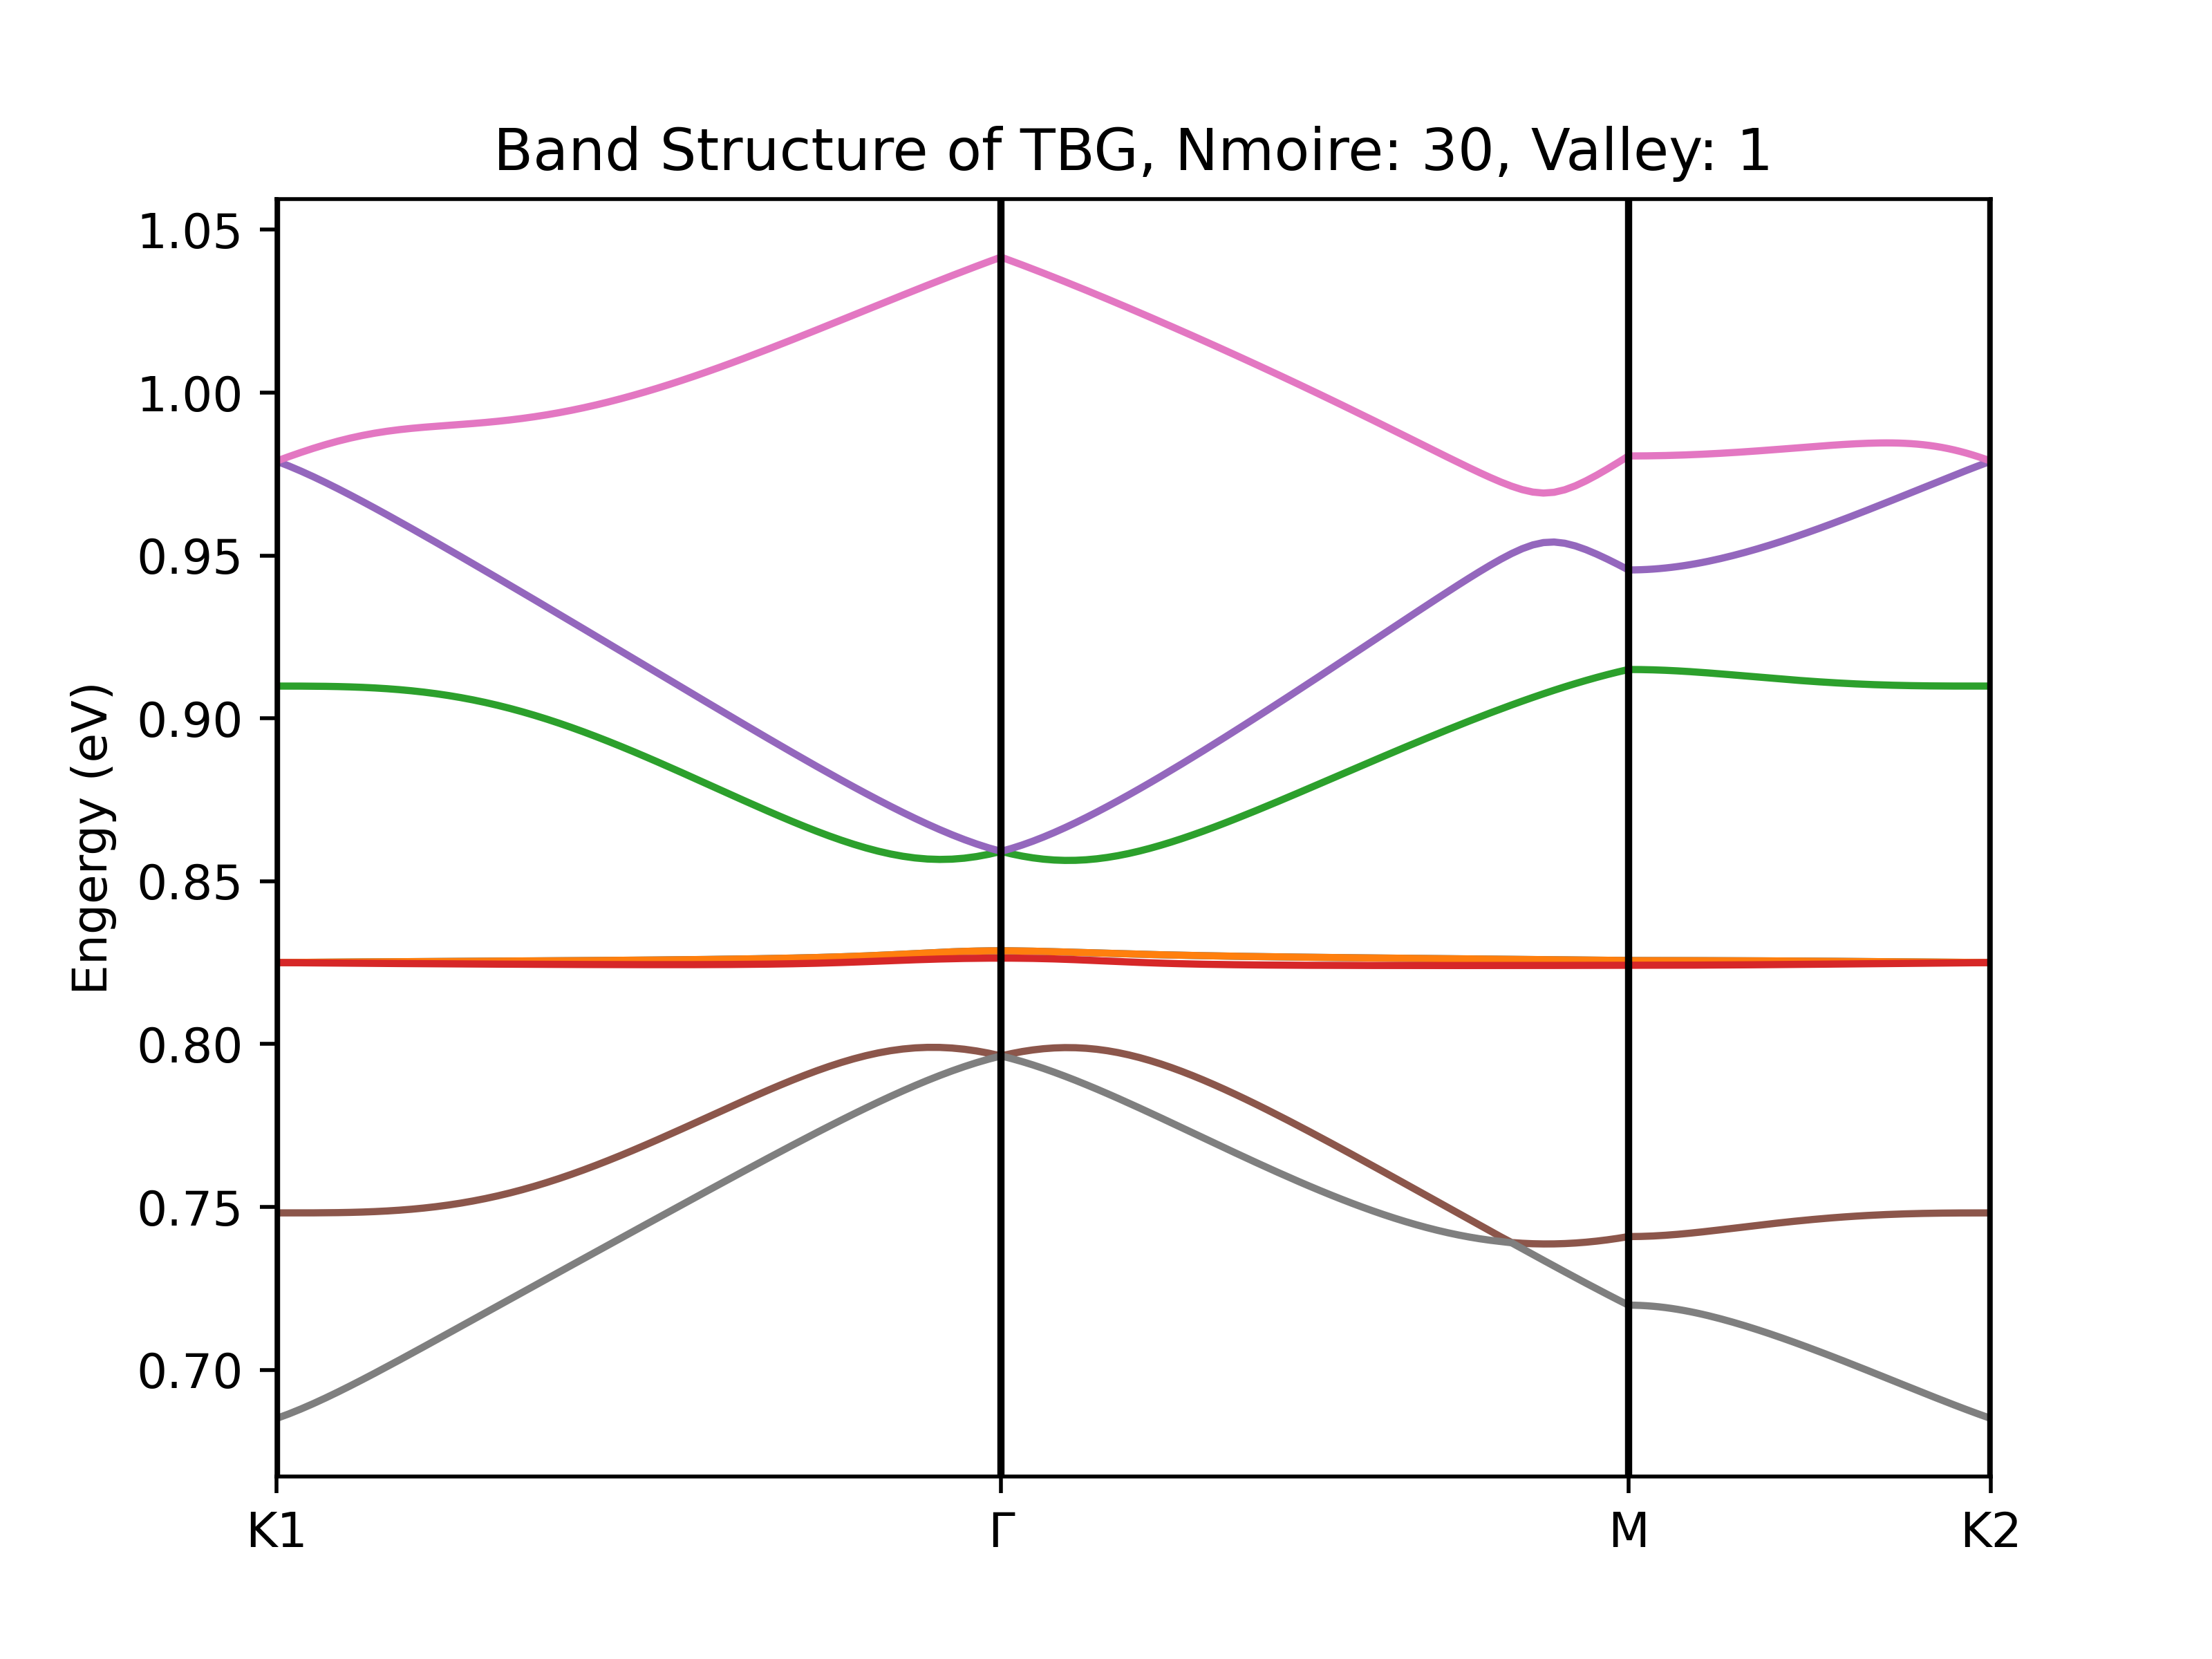 Band Structure of TBG, Nmoire: 30, Valley: 1
Engergy (eV)
1.05
1.00
0.95
0.90
0.85
0.80
0.75
0.70
K1
Γ
M
K2